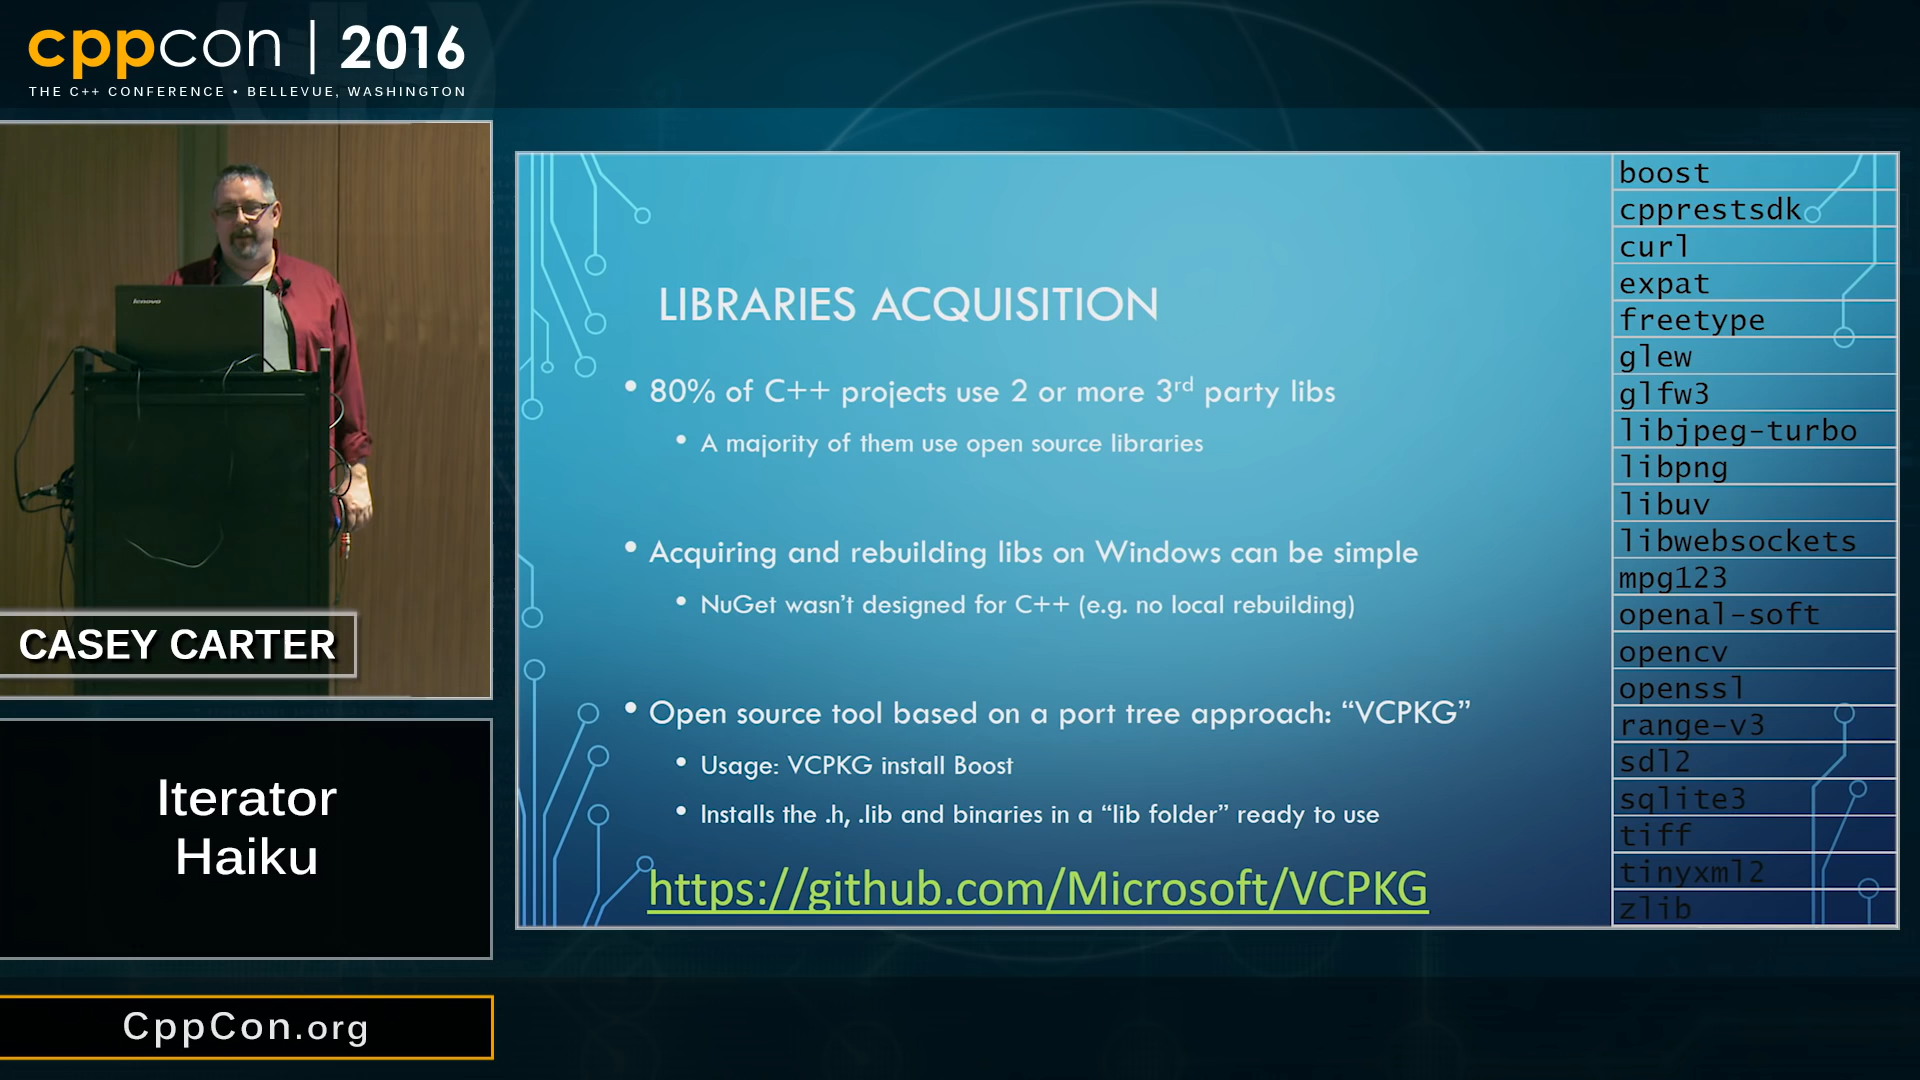 cppcon | 2016
THE C++ CONFERENCE • BELLEVUE, WASHINGTON
lenovo
CASEY CARTER
Iterator
Haiku
CppCon.org
LIBRARIES ACQUISITION
• 80% of C++ projects use 2 or more 3rd party libs
• A majority of them use open source libraries
• Acquiring and rebuilding libs on Windows can be simple
• NuGet wasn’t designed for C++ (e.g. no local rebuilding)
• Open source tool based on a port tree approach: “VCPKG”
• Usage: VCPKG install Boost
• Installs the .h, .lib and binaries in a “lib folder” ready to use
https://github.com/Microsoft/VCPKG
boost
cpprestsdk
curl
expat
freetype
glew
glfw3
libjpeg-turbo
libpng
libuv
libwebsockets
mpg123
openal-soft
opencv
openssl
range-v3
sdl2
sqlite3
tiff
tinyxml2
zlib